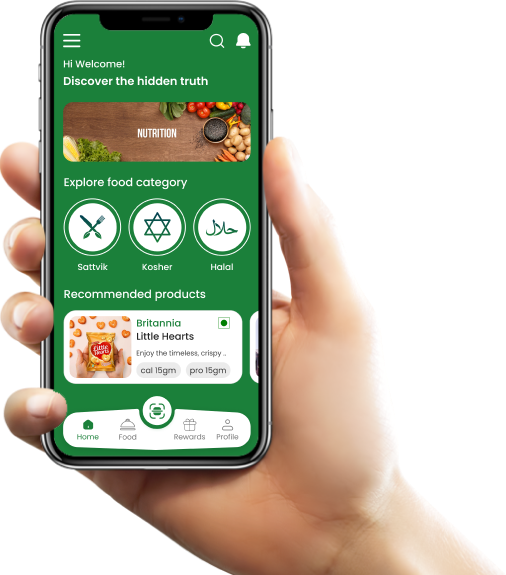 Hi Welcome!
Discover the hidden truth
NUTRITION
Explore food category
حلال
Sattvik
Kosher
Halal
Recommended products
Britannia
Little Hearts
Little Hearts
Enjoy the timeless, crispy ..
cal 15gm
pro 15gm
Home
Food
Rewards
Profile